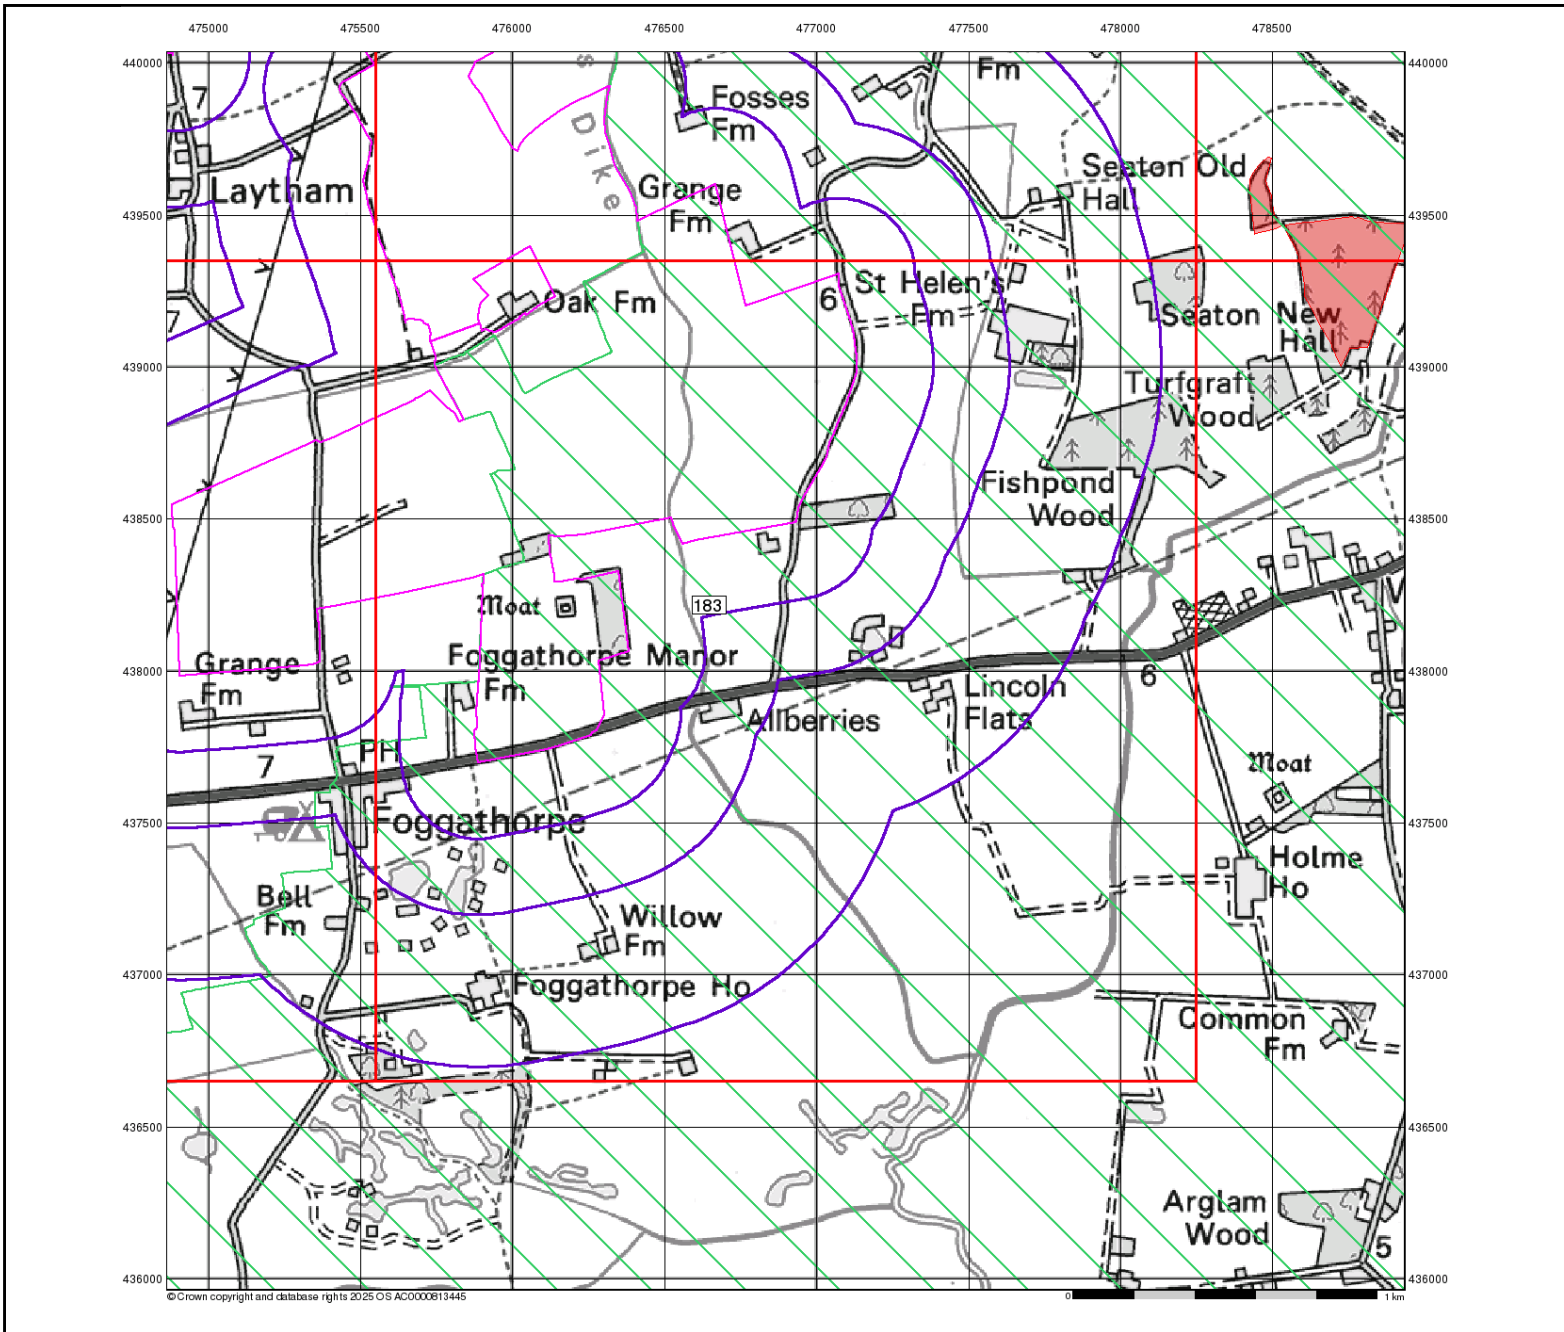 475000 475500 476000 476500 477000 477500 478000 478500
440000 440000
Fm
7
Fosses
Fm
s Dike
Seaton Old
Hall
Laytham
Grange
Fm
439500 439500
St Helen's
Fm
Oak Fm
6
7
Seaton New
Hall
439000 439000
Turfgraft
Wood
Fishpond
Wood
438500 438500
Moat
183
Foggathorpe Manor
Fm
Grange
Fm
438000 438000
6
Lincoln
Flats
Allberries
PH
7
Moat
437500 437500
Foggathorpe
Holme
Ho
Bell
Fm
Willow
Fm
437000 437000
Foggathorpe Ho
Common
Fm
436500 436500
Arglam
Wood
5
436000 436000
© Crown copyright and database rights 2025 OS AC0000813445
0 1 km